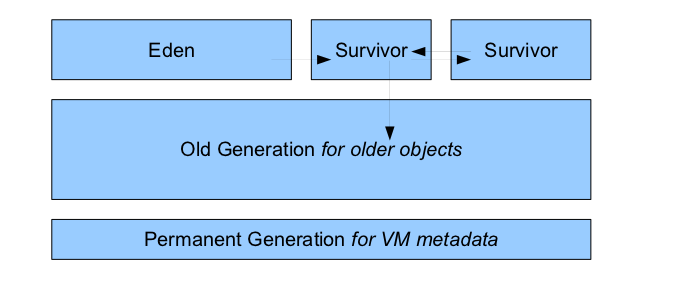 Eden
Survivor
Survivor
Old Generation for older objects
Permanent Generation for VM metadata